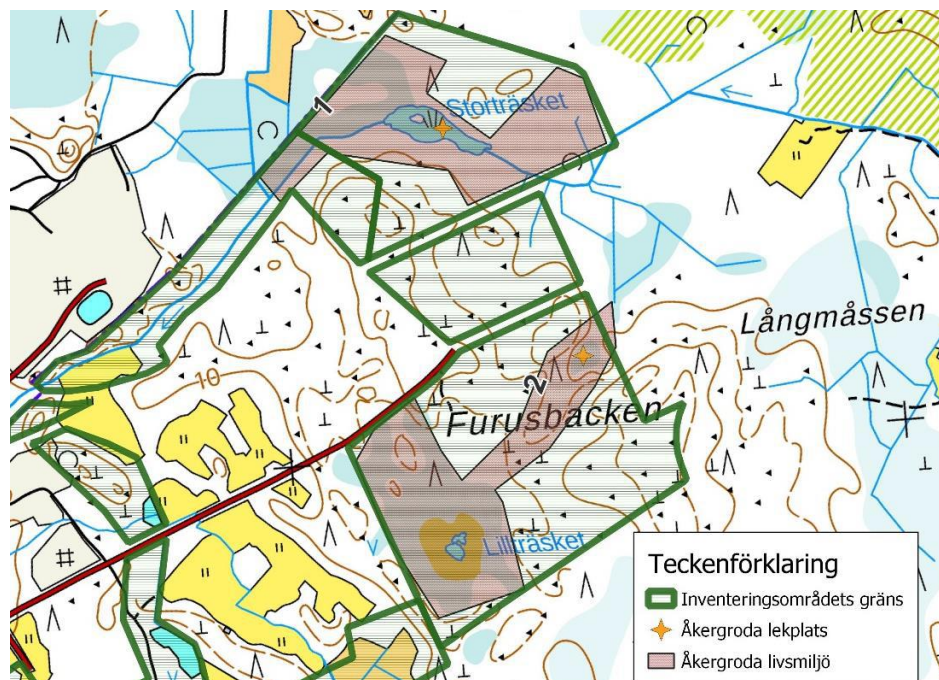 1
Storträsket
Långmåssen
10
2
Furusbacken
Lillträsket
Teckenförklaring
Inventeringsområdets gräns
Åkergroda lekplats
Åkergroda livsmiljö